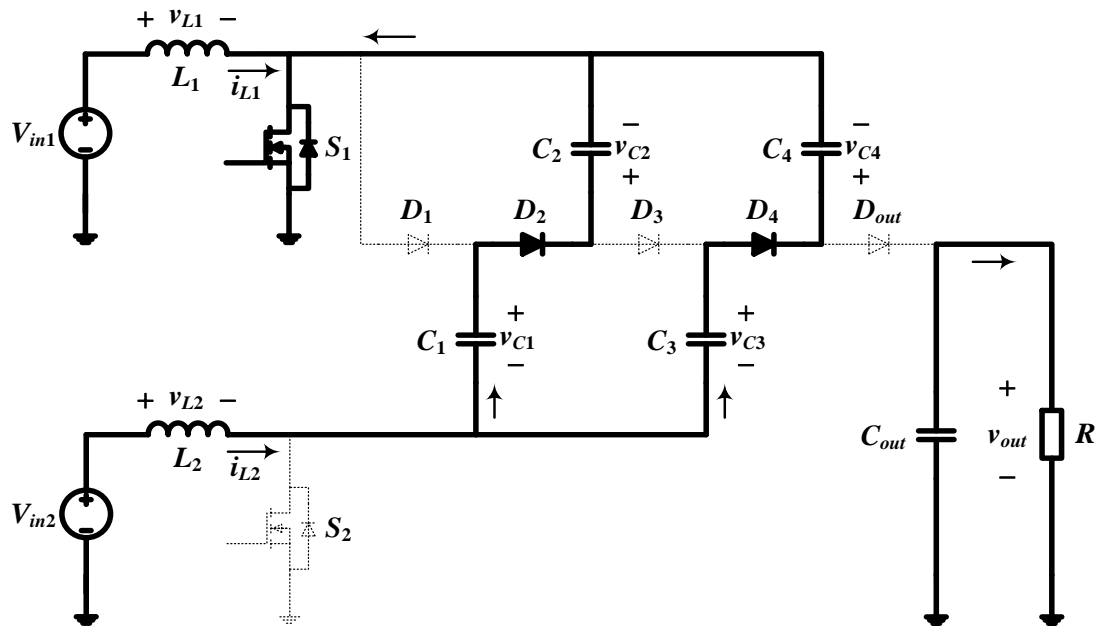 + vL1 −
L1
iL1
Vin1
S1
C2
− vC2 +
C4
− vC4 +
D1
D2
D3
D4
Dout
C1
+ vC1 −
C3
+ vC3 −
+ vL2 −
L2
iL2
Vin2
S2
Cout
+ vout −
R